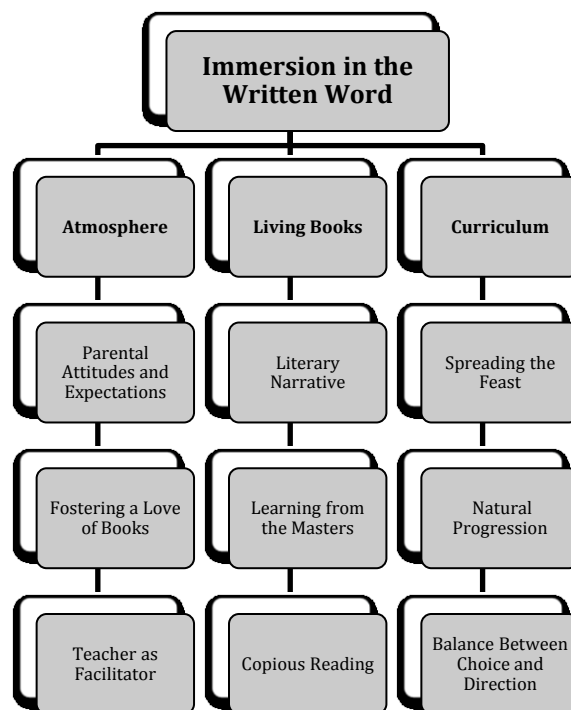 Immersion in the
Written Word
Atmosphere
Living Books
Curriculum
Parental
Attitudes and
Expectations
Literary
Narrative
Spreading the
Feast
Fostering a Love
of Books
Learning from
the Masters
Natural
Progression
Teacher as
Facilitator
Copious Reading
Balance Between
Choice and
Direction